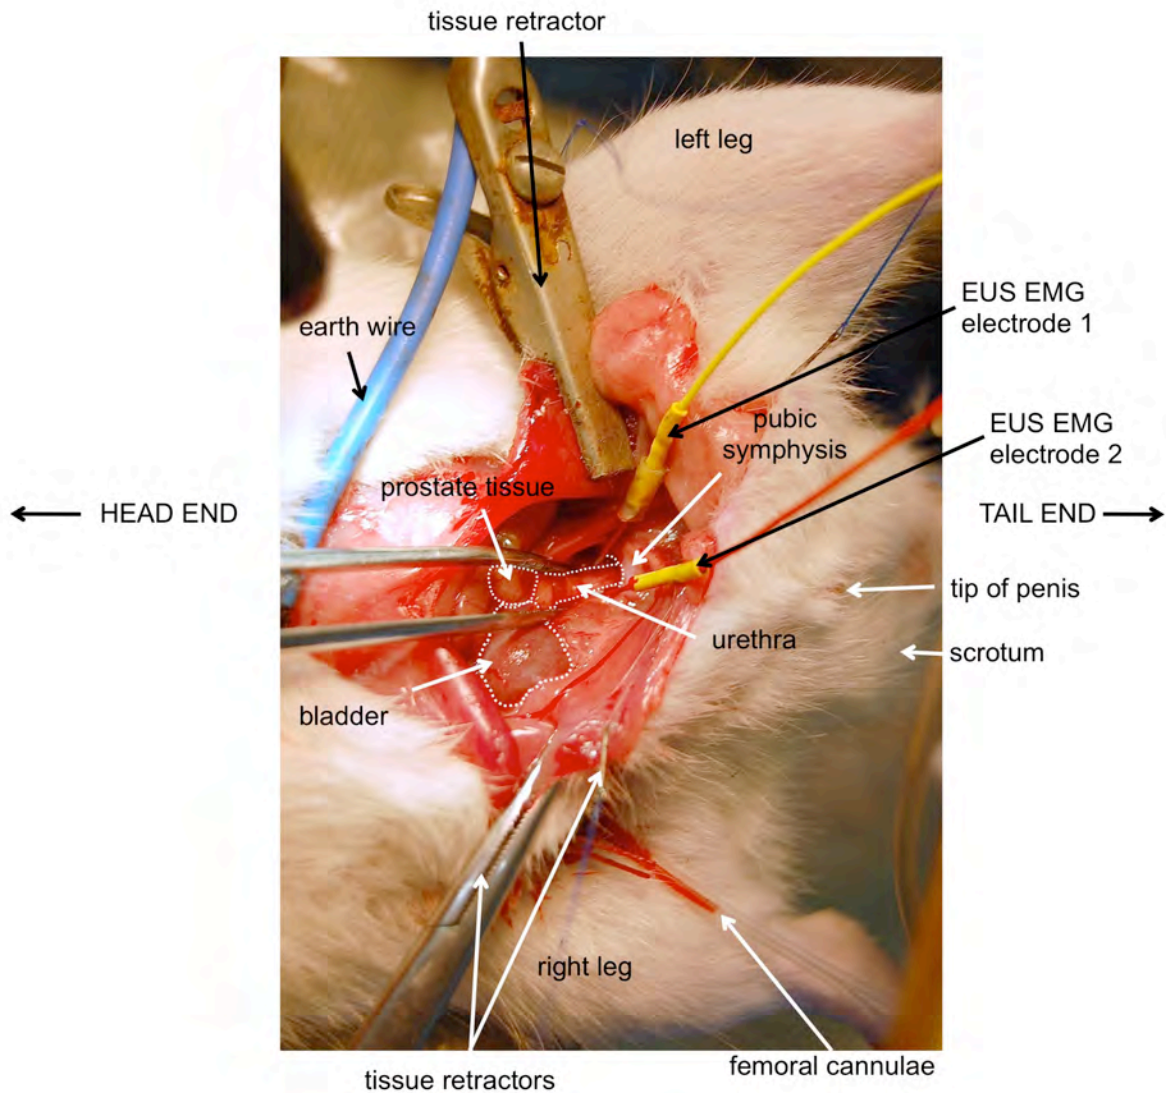 tissue retractor
left leg
EUS EMG
electrode 1
earth wire
pubic
symphysis
EUS EMG
electrode 2
prostate tissue
HEAD END
TAIL END
tip of penis
urethra
scrotum
bladder
right leg
femoral cannulae
tissue retractors